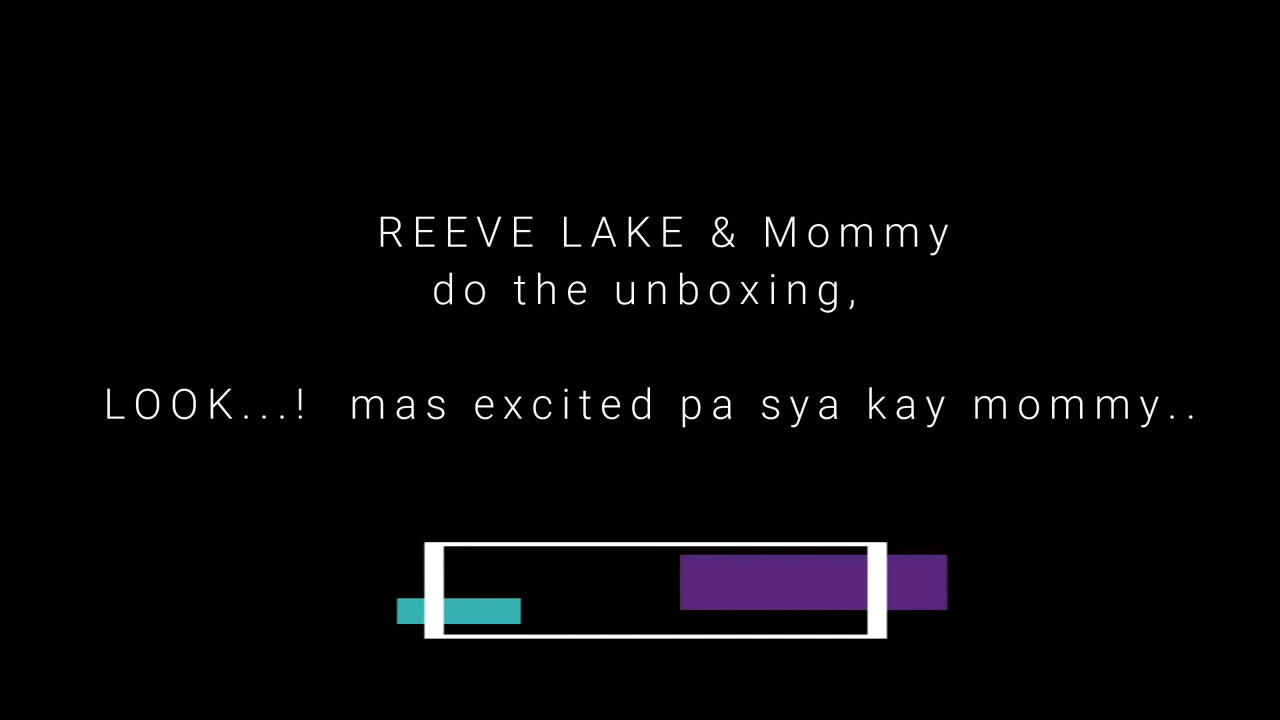 REEVE LAKE & Mommy
do the unboxing,
LOOK...! mas excited pa sya kay mommy..